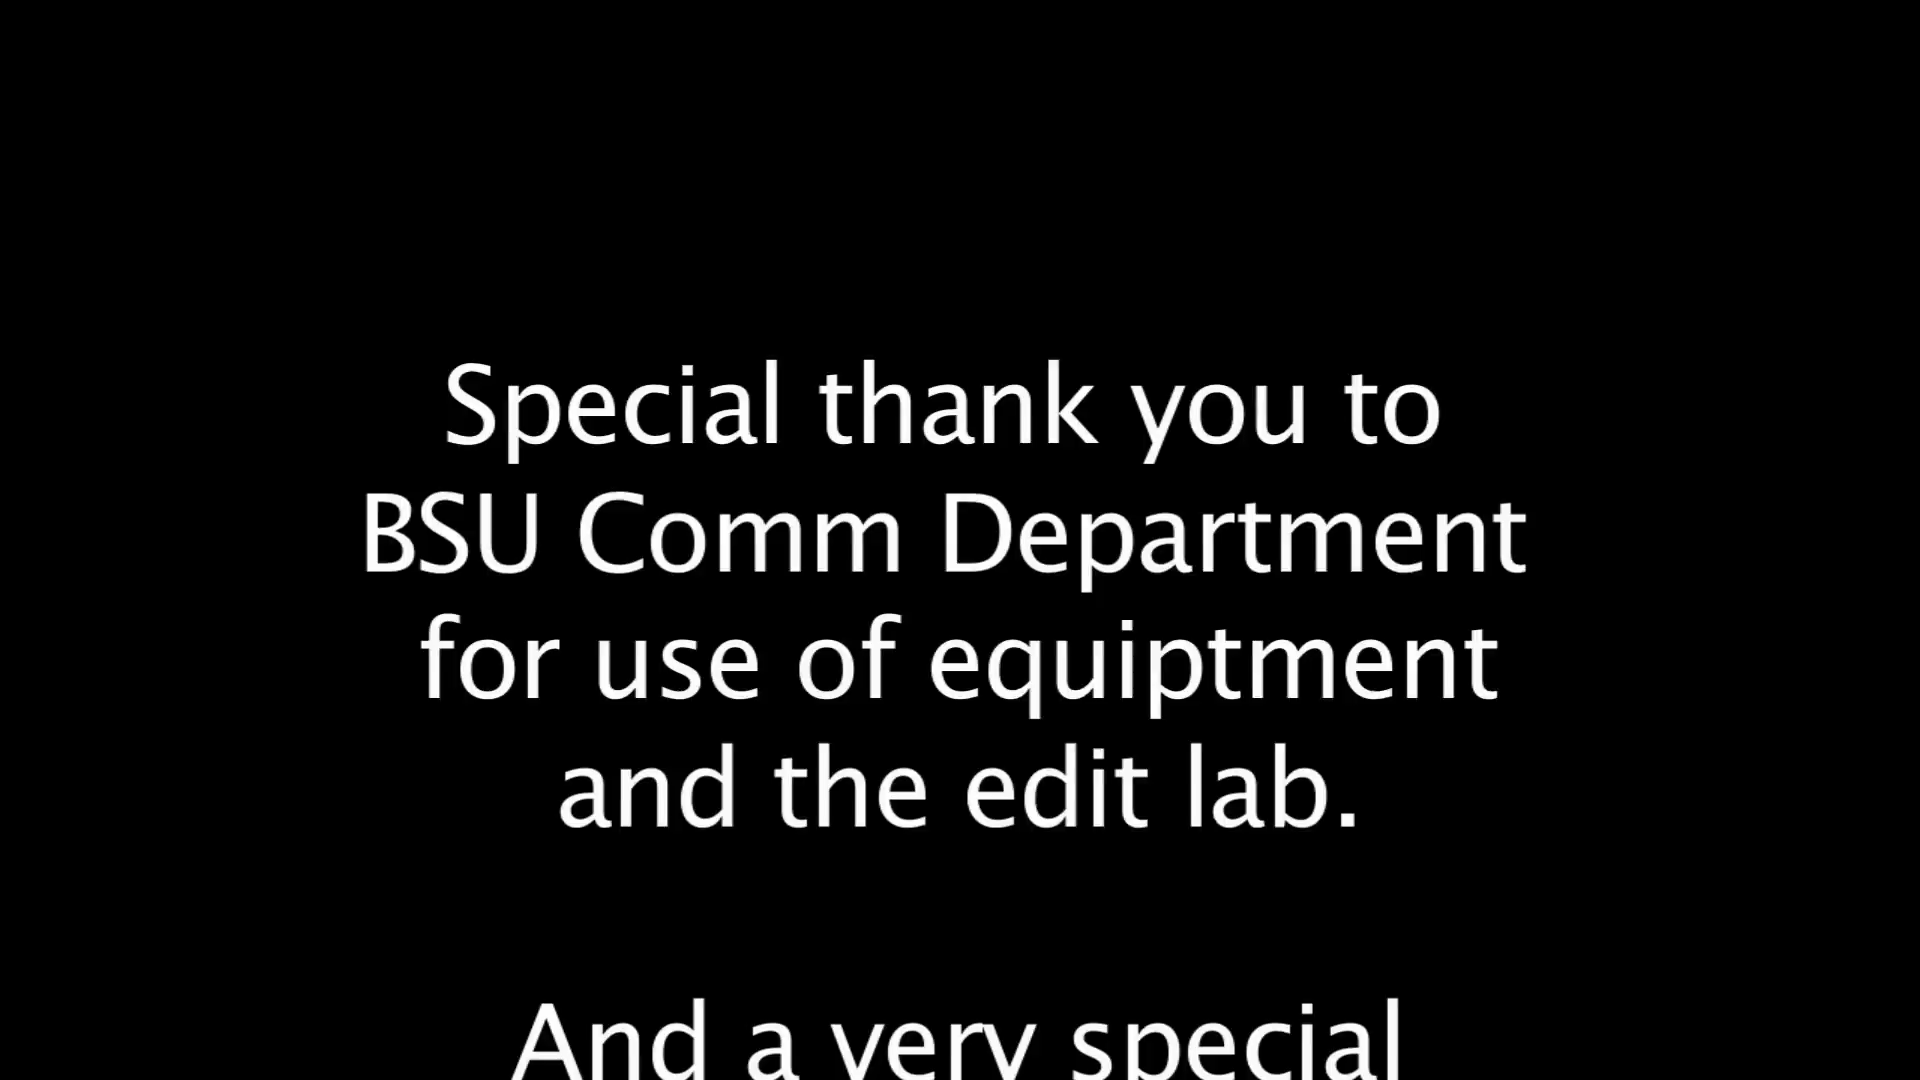 Special thank you to
BSU Comm Department
for use of equiptment
and the edit lab.
And a very special